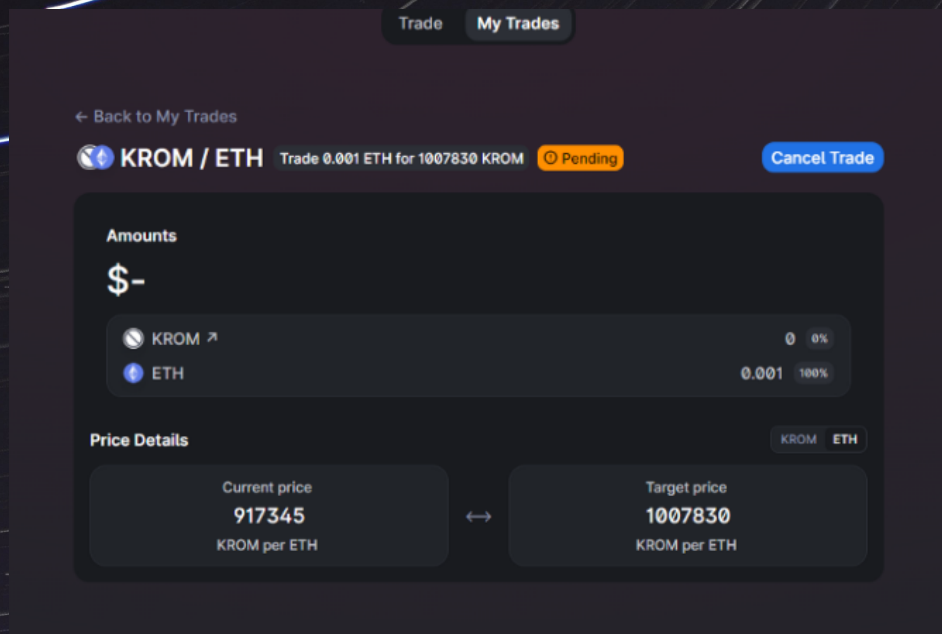 Trade My Trades
← Back to My Trades
KROM / ETH Trade 0.001 ETH for 1007830 KROM Pending Cancel Trade
Amounts
$-
KROM ↗ 0 0%
ETH 0.001 100%
Price Details KROM ETH
Current price
917345
KROM per ETH
↔
Target price
1007830
KROM per ETH